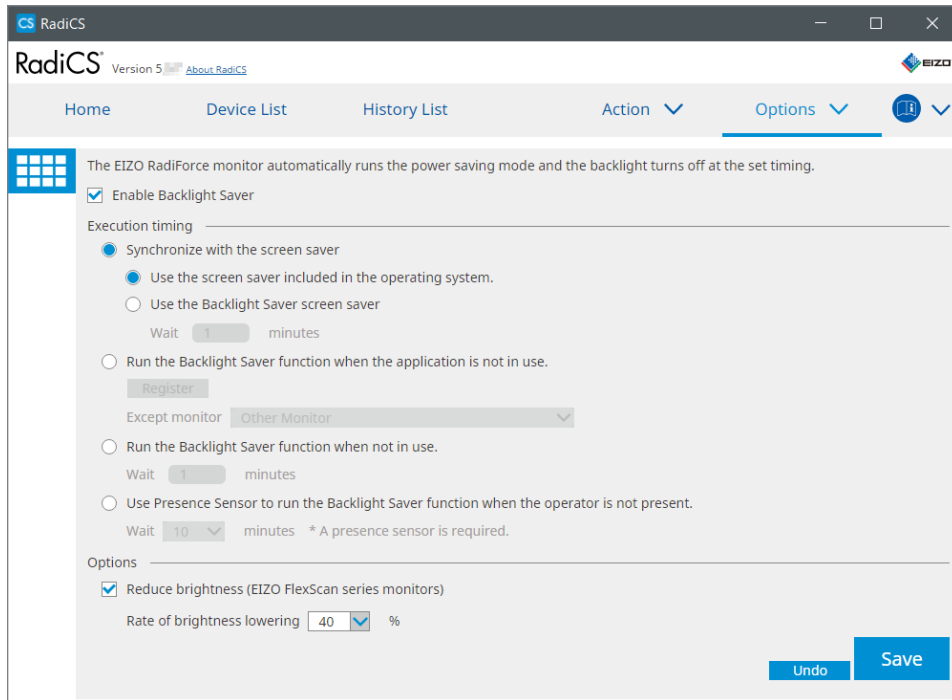 CS RadiCS
RadiCS® Version 5 About RadiCS EIZO
Home Device List History List Action Options
The EIZO RadiForce monitor automatically runs the power saving mode and the backlight turns off at the set timing.
Enable Backlight Saver
Execution timing
Synchronize with the screen saver
Use the screen saver included in the operating system.
Use the Backlight Saver screen saver
Wait 1 minutes
Run the Backlight Saver function when the application is not in use.
Register
Except monitor Other Monitor
Run the Backlight Saver function when not in use.
Wait 1 minutes
Use Presence Sensor to run the Backlight Saver function when the operator is not present.
Wait 10 minutes * A presence sensor is required.
Options
Reduce brightness (EIZO FlexScan series monitors)
Rate of brightness lowering 40 %
Undo Save